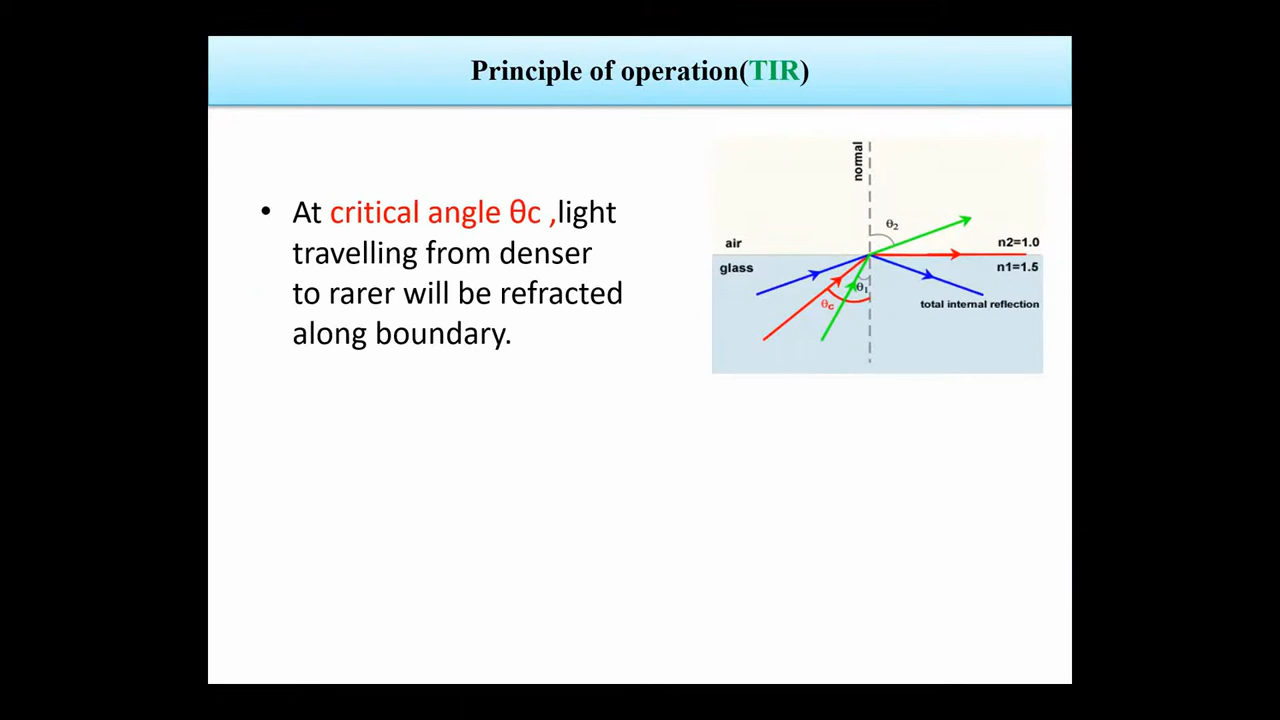 Principle of operation(TIR)
• At critical angle θc ,light
travelling from denser
to rarer will be refracted
along boundary.
normal
θ2
air
n2=1.0
glass
n1=1.5
θ1
θc
total internal reflection